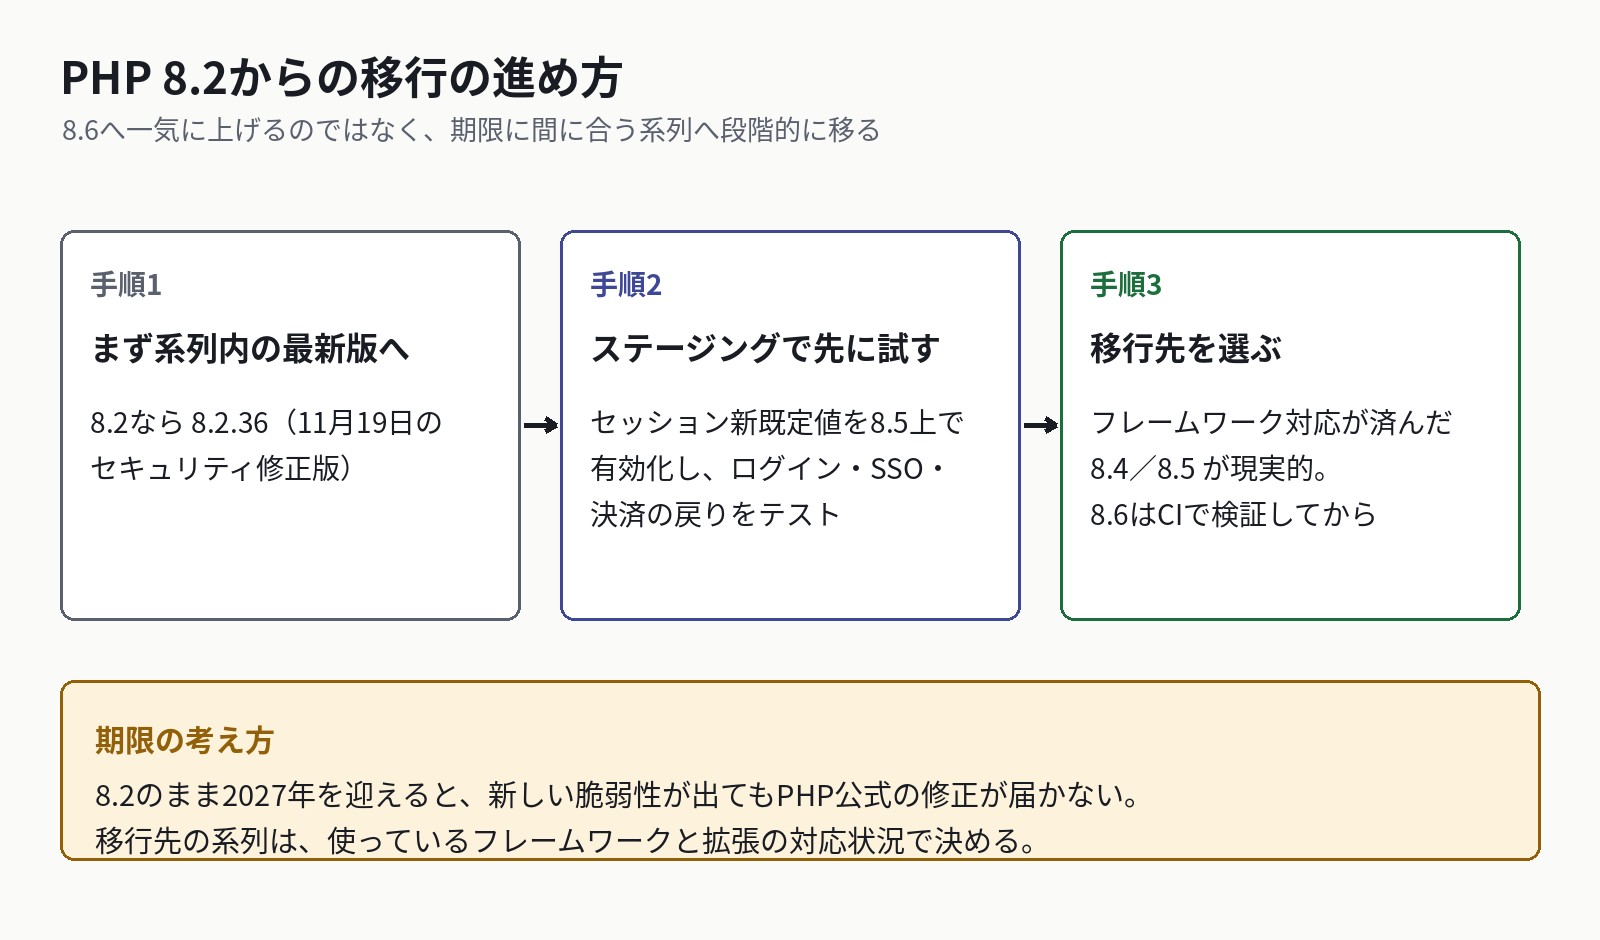 PHP 8.2からの移行の進め方
8.6へ一気に上げるのではなく、期限に間に合う系列へ段階的に移る
手順1
まず系列内の最新版へ
8.2なら 8.2.36（11月19日の
セキュリティ修正版）
手順2
ステージングで先に試す
セッション新既定値を8.5上で
有効化し、ログイン・SSO・
決済の戻りをテスト
手順3
移行先を選ぶ
フレームワーク対応が済んだ
8.4／8.5 が現実的。
8.6はCIで検証してから
期限の考え方
8.2のまま2027年を迎えると、新しい脆弱性が出てもPHP公式の修正が届かない。
移行先の系列は、使っているフレームワークと拡張の対応状況で決める。